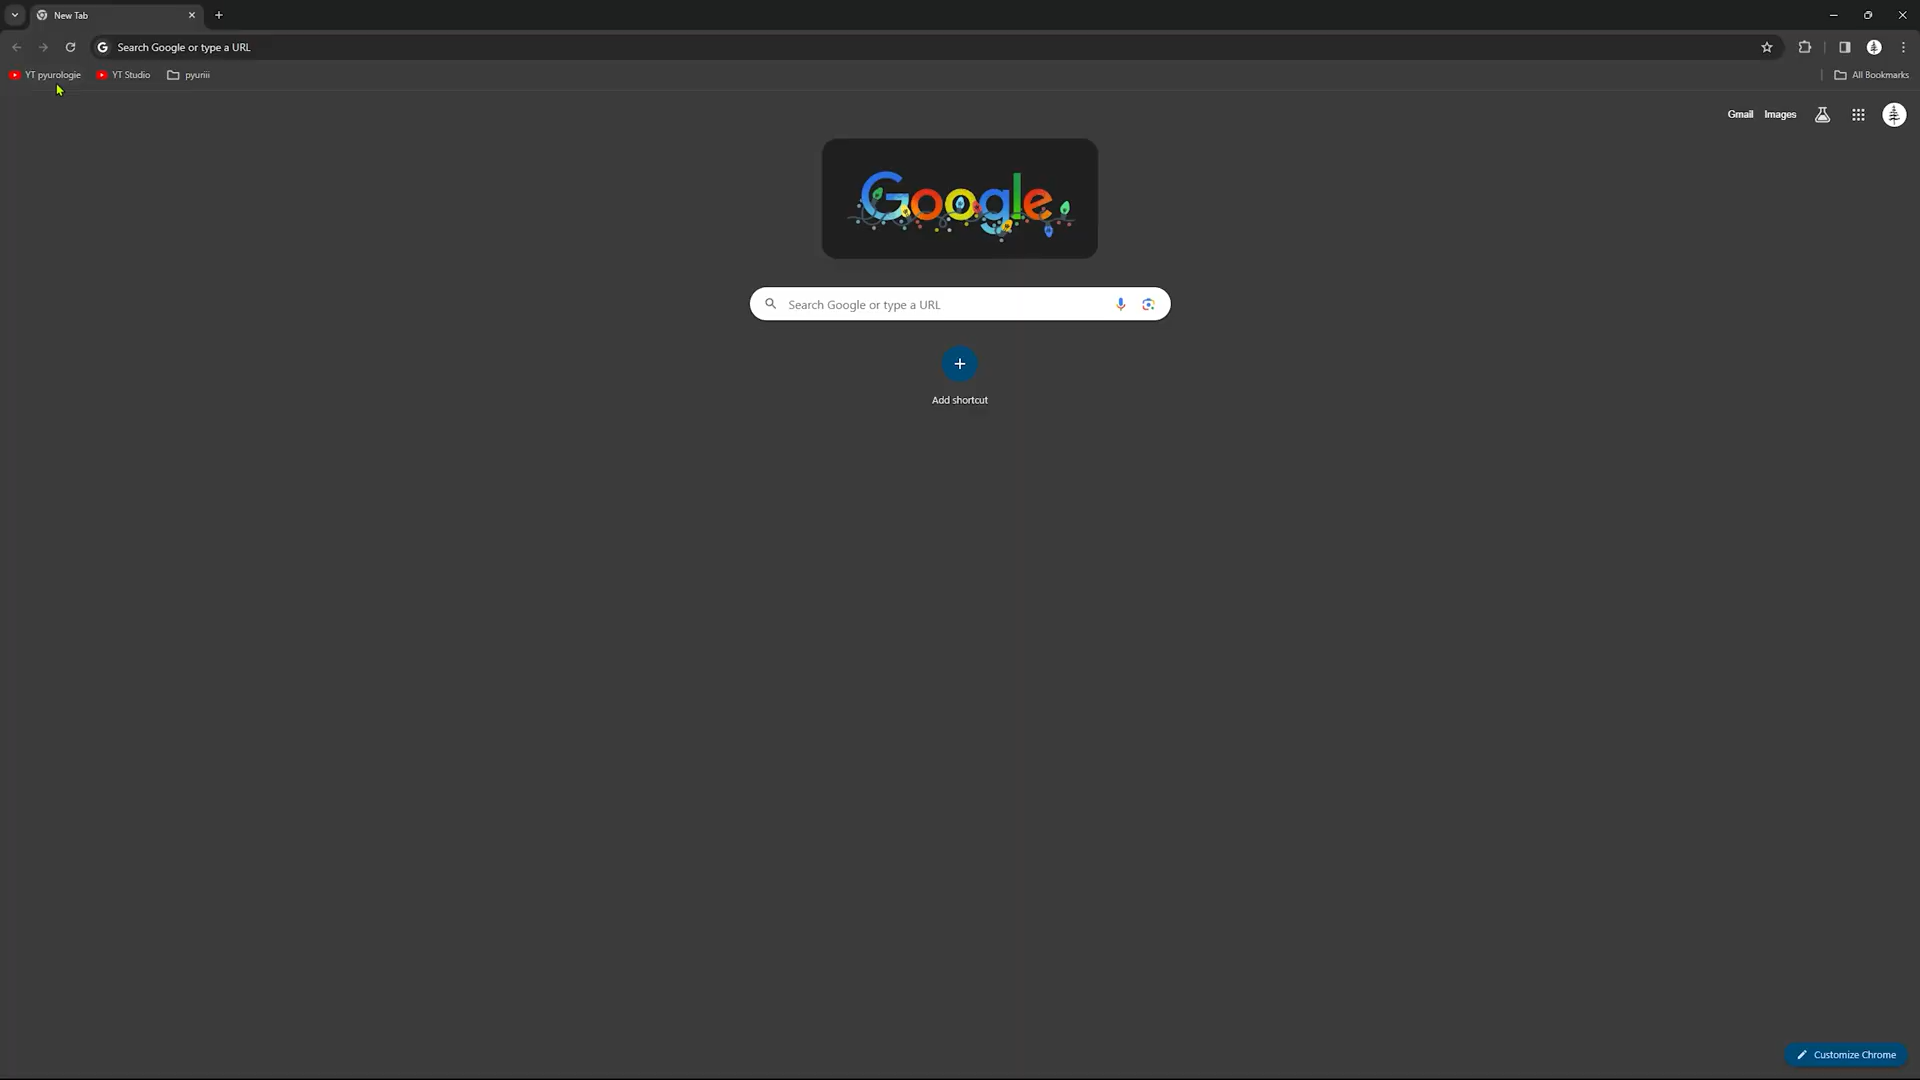 New Tab
Search Google or type a URL
YT pyurologie
YT Studio
pyuriii
All Bookmarks
Gmail
Images
Google
Search Google or type a URL
Add shortcut
Customize Chrome